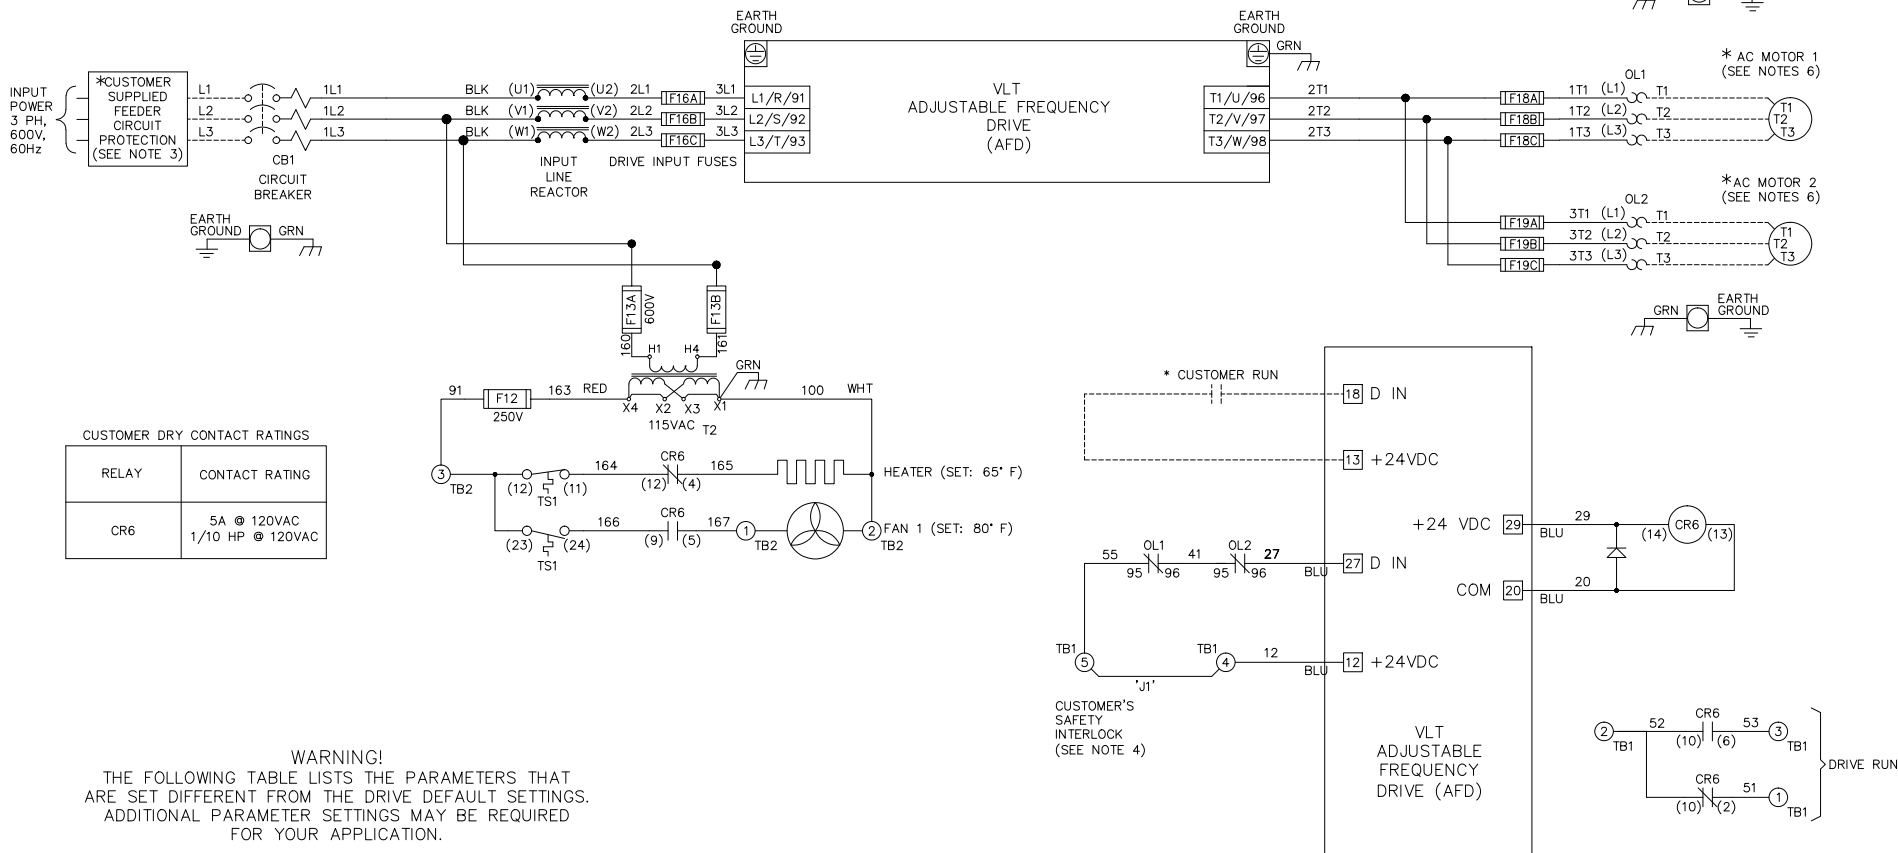 EARTH
GROUND
EARTH
GROUND
GRN
INPUT
POWER
3 PH,
600V,
60Hz
*CUSTOMER
SUPPLIED
FEEDER
CIRCUIT
PROTECTION
(SEE NOTE 3)
L1
L2
L3
CB1
CIRCUIT
BREAKER
1L1
1L2
1L3
BLK
BLK
BLK
(U1)
(V1)
(W1)
(U2)
(V2)
(W2)
INPUT
LINE
REACTOR
2L1
2L2
2L3
F16A
F16B
F16C
DRIVE INPUT FUSES
3L1
3L2
3L3
L1/R/91
L2/S/92
L3/T/93
VLT
ADJUSTABLE FREQUENCY
DRIVE
(AFD)
T1/U/96
T2/V/97
T3/W/98
2T1
2T2
2T3
F18A
F18B
F18C
1T1 (L1)
1T2 (L2)
1T3 (L3)
OL1
T1
T2
T3
* AC MOTOR 1
(SEE NOTES 6)
T1
T2
T3
F19A
F19B
F19C
3T1 (L1)
3T2 (L2)
3T3 (L3)
OL2
T1
T2
T3
*AC MOTOR 2
(SEE NOTES 6)
T1
T2
T3
EARTH
GROUND
GRN
GRN
EARTH
GROUND
F13A
600V
F13B
160
161
H1
H4
GRN
91
F12
250V
163
RED
X4
X2
X3
X1
115VAC
T2
100
WHT
3
TB2
(12)
(11)
TS1
164
CR6
(12)
(4)
165
HEATER (SET: 65° F)
(23)
(24)
TS1
166
CR6
(9)
(5)
167
1
TB2
2
TB2
FAN 1 (SET: 80° F)
CUSTOMER DRY CONTACT RATINGS
RELAY
CONTACT RATING
CR6
5A @ 120VAC
1/10 HP @ 120VAC
* CUSTOMER RUN
18 D IN
13 +24VDC
+24 VDC 29
29
BLU
(14)
CR6
(13)
COM 20
20
BLU
55
OL1
95
96
41
OL2
95
96
27
BLU
27 D IN
TB1
5
'J1'
TB1
4
12
BLU
12 +24VDC
CUSTOMER'S
SAFETY
INTERLOCK
(SEE NOTE 4)
VLT
ADJUSTABLE
FREQUENCY
DRIVE (AFD)
2
TB1
52
CR6
(10)
(6)
53
3
TB1
CR6
(10)
(2)
51
1
TB1
DRIVE RUN
WARNING!
THE FOLLOWING TABLE LISTS THE PARAMETERS THAT
ARE SET DIFFERENT FROM THE DRIVE DEFAULT SETTINGS.
ADDITIONAL PARAMETER SETTINGS MAY BE REQUIRED
FOR YOUR APPLICATION.